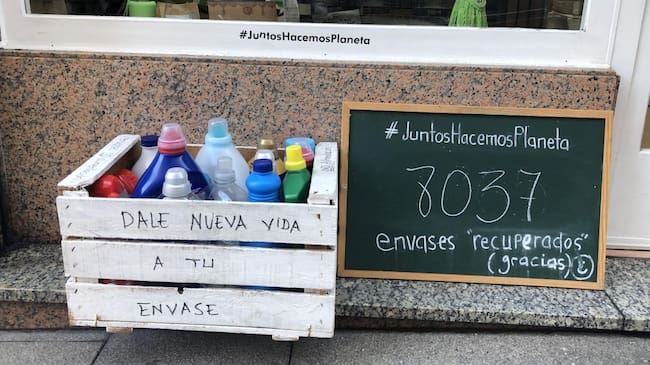 #JuntosHacemosPlaneta
#JuntosHacemosPlaneta
7037
envases "recuperados"
(gracias)
DALE NUEVA VIDA
A TU
ENVASE